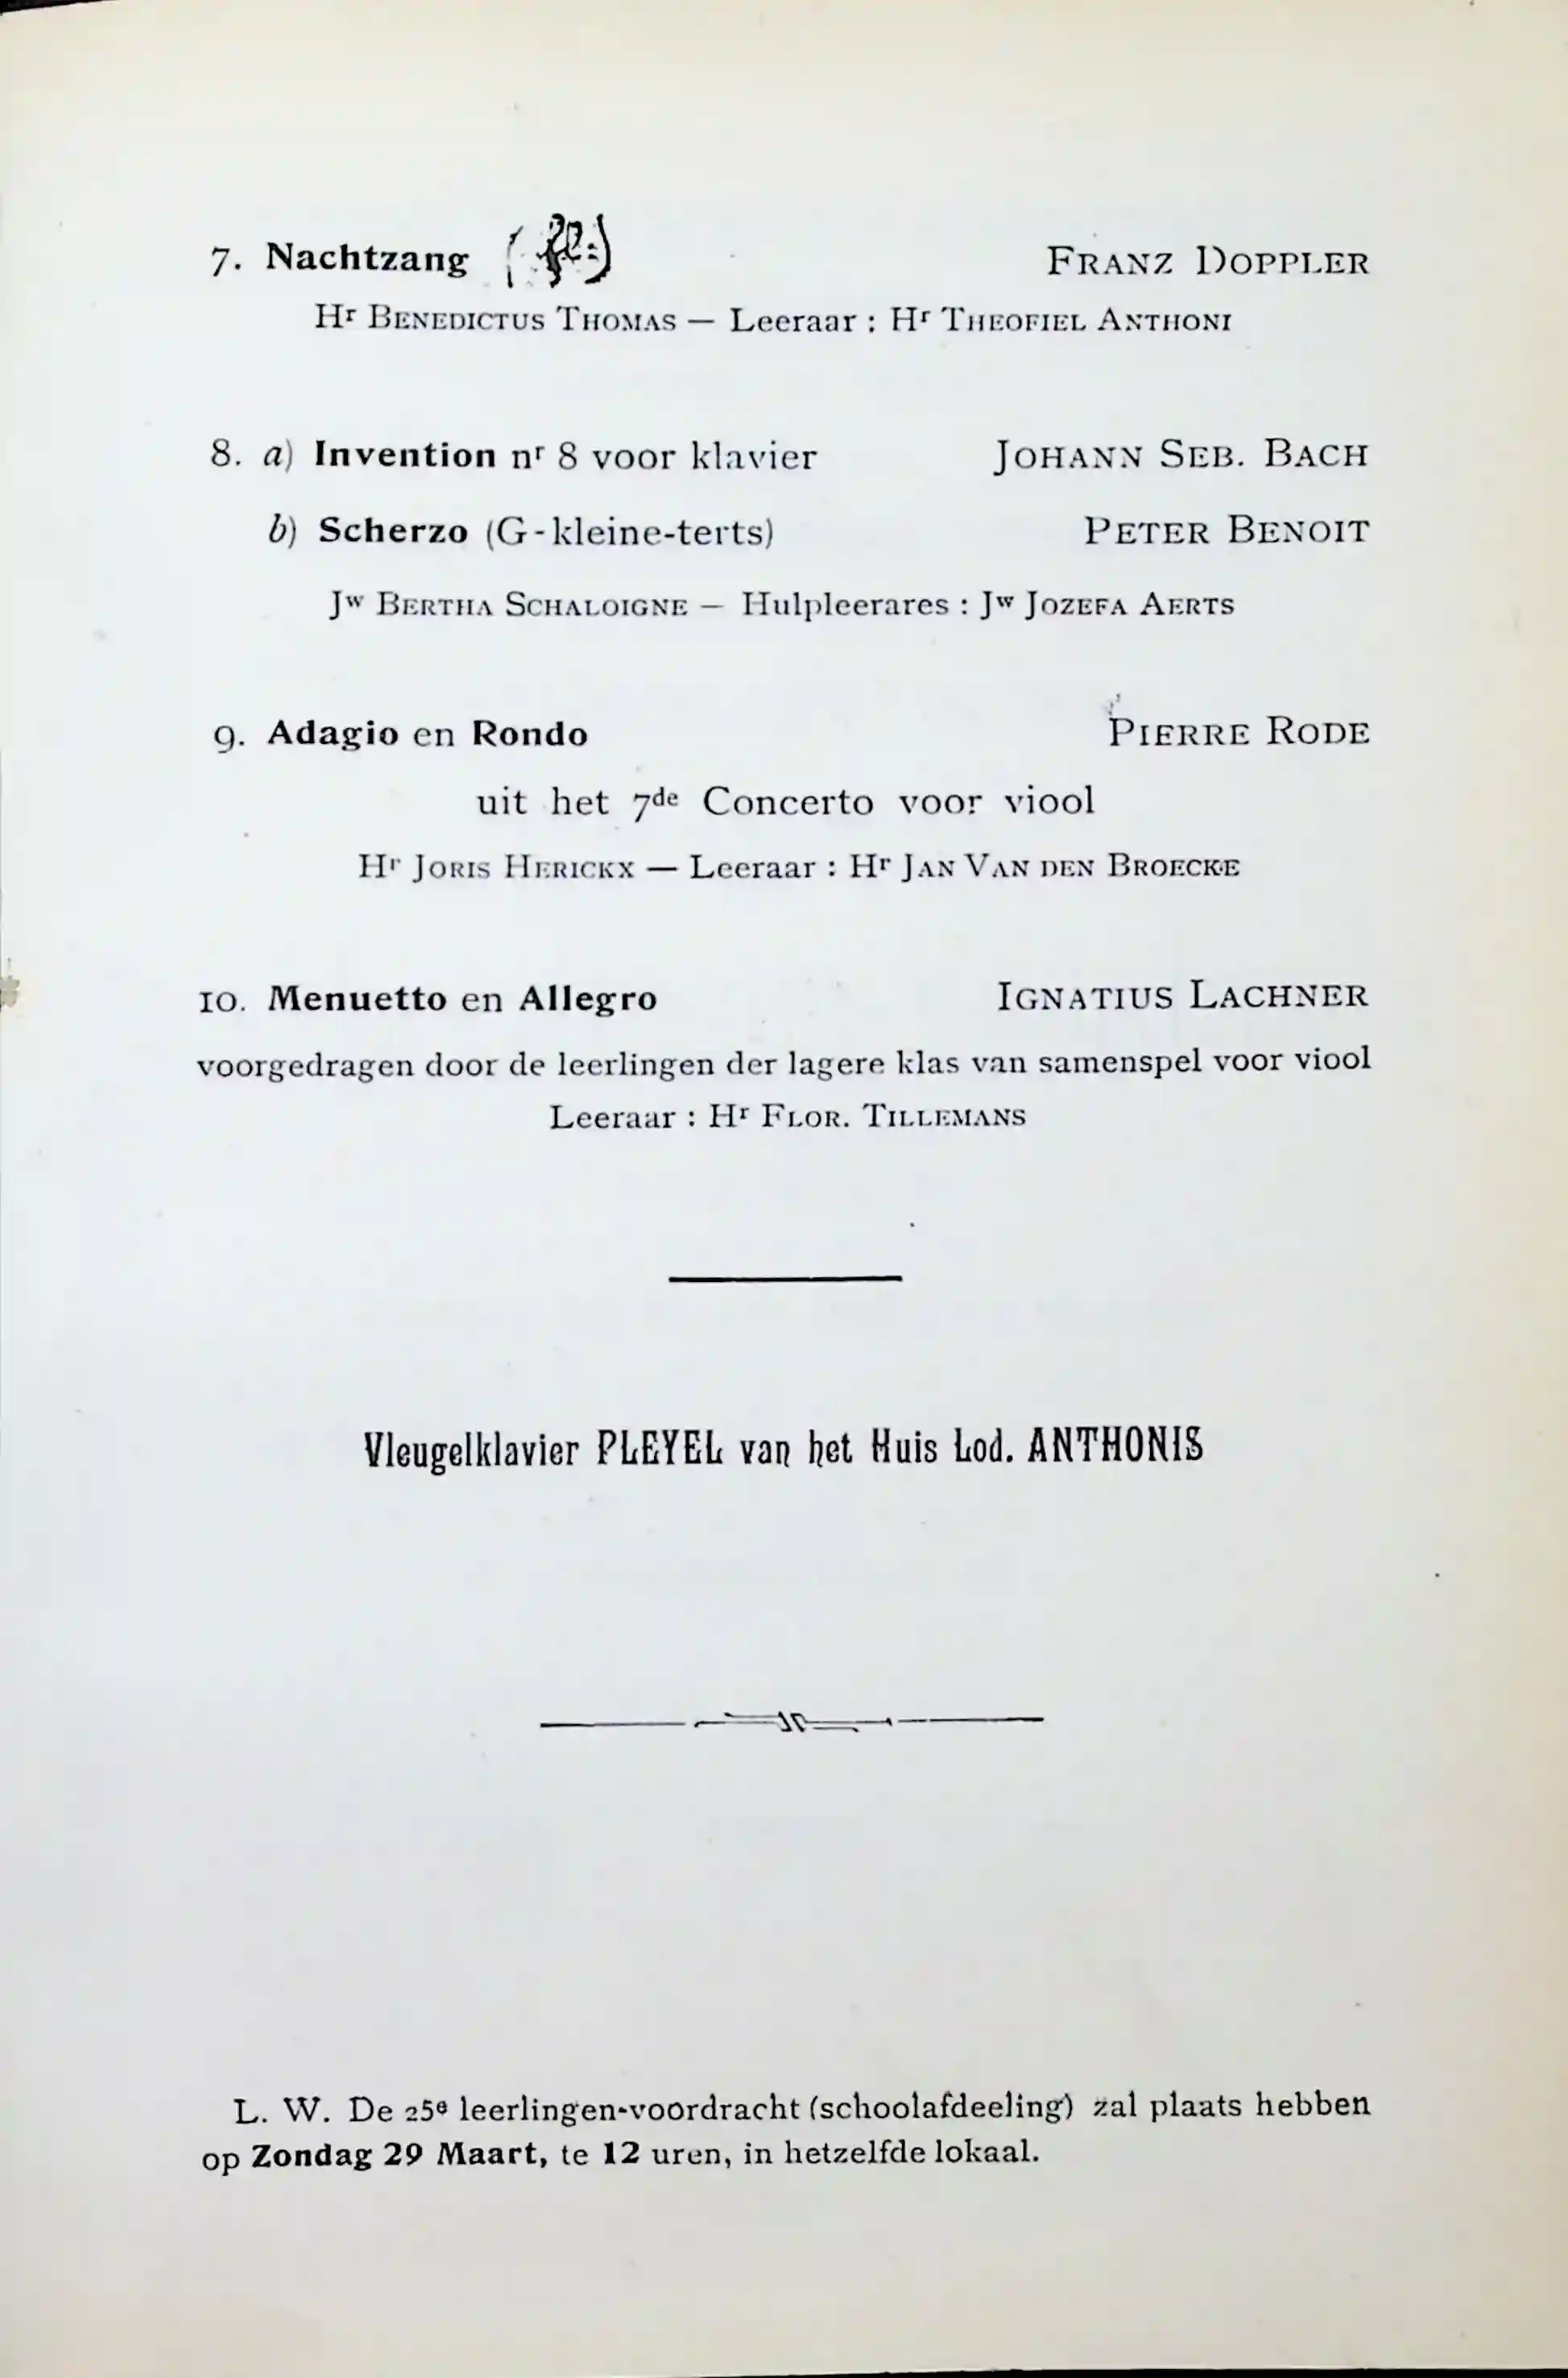 7. Nachtzang FRANZ DOPPLER
Hr BENEDICTUS THOMAS — Leeraar : Hr THEOFIEL ANTHONI
8. a) Invention nr 8 voor klavier JOHANN SEB. BACH
b) Scherzo (G-kleine-terts) PETER BENOIT
Jw BERTHA SCHALOIGNE — Hulpleerares : Jw JOZEFA AERTS
9. Adagio en Rondo PIERRE RODE
uit het 7de Concerto voor viool
Hr JORIS HERICKX — Leeraar : Hr JAN VAN DEN BROECKE
10. Menuetto en Allegro IGNATIUS LACHNER
voorgedragen door de leerlingen der lagere klas van samenspel voor viool
Leeraar : Hr FLOR. TILLEMANS
Vleugelklavier PLEYEL van het Huis Lod. ANTHONIS
L. W. De 25e leerlingen-voordracht (schoolafdeeling) zal plaats hebben
op Zondag 29 Maart, te 12 uren, in hetzelfde lokaal.